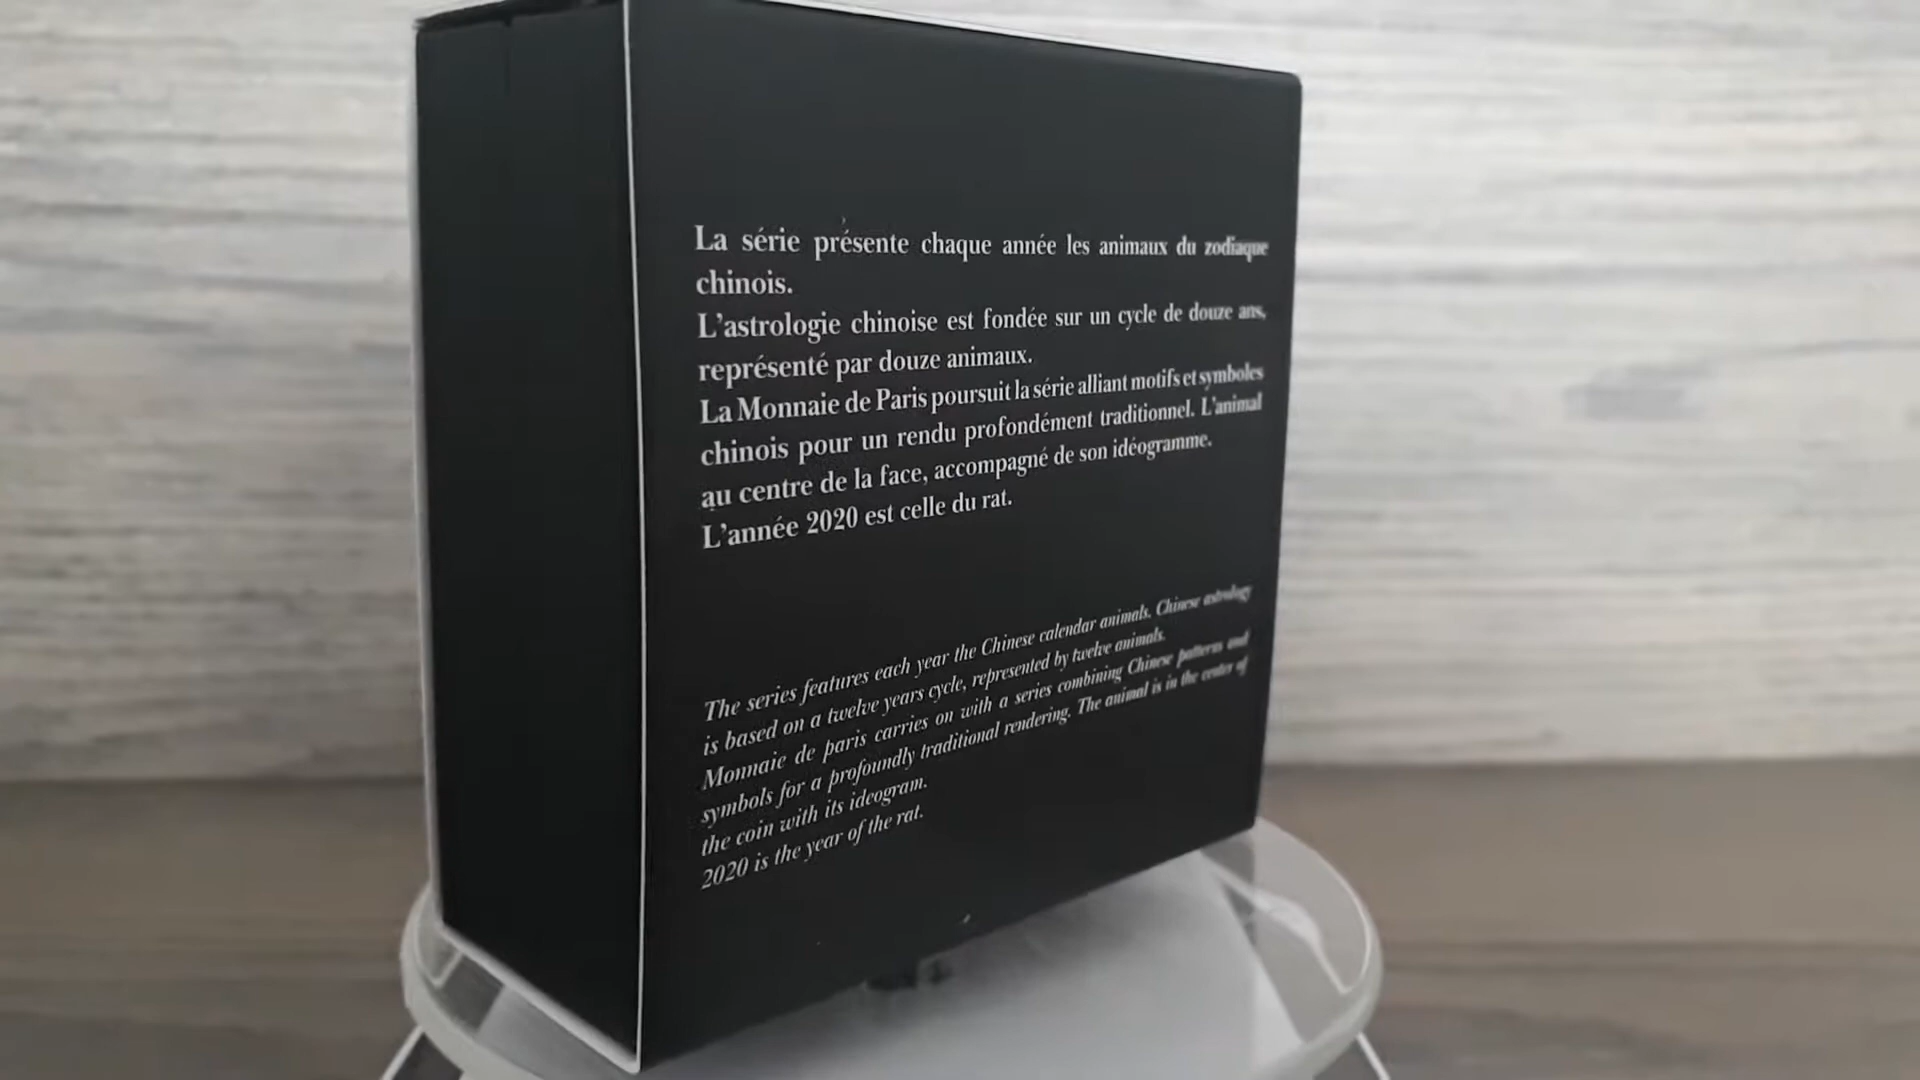 La série présente chaque année les animaux du zodiaque
chinois.
L'astrologie chinoise est fondée sur un cycle de douze ans,
représenté par douze animaux.
La Monnaie de Paris poursuit la série alliant motifs et symboles
chinois pour un rendu profondément traditionnel. L'animal
au centre de la face, accompagné de son idéogramme.
L'année 2020 est celle du rat.
The series features each year the Chinese calendar animals. Chinese astrology
is based on a twelve years cycle, represented by twelve animals.
Monnaie de paris carries on with a series combining Chinese patterns and
symbols for a profoundly traditional rendering. The animal is in the center of
the coin with its ideogram.
2020 is the year of the rat.